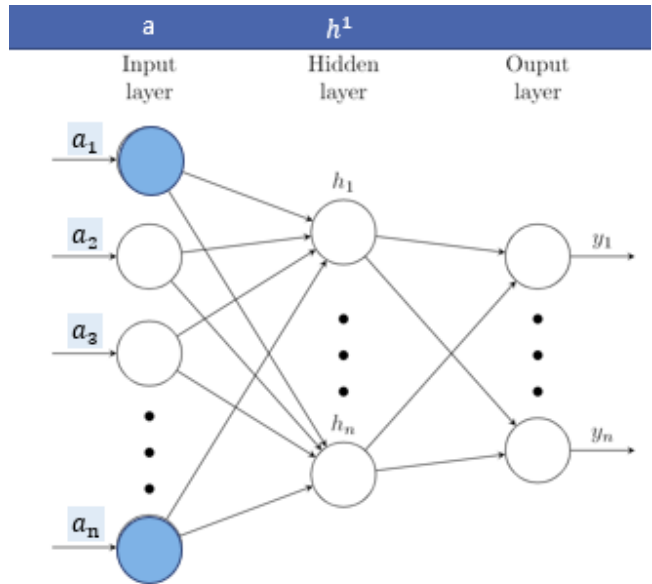 a h¹
Input layer Hidden layer Ouput layer
a₁
h₁
a₂
y₁
a₃
hₙ
yₙ
aₙ